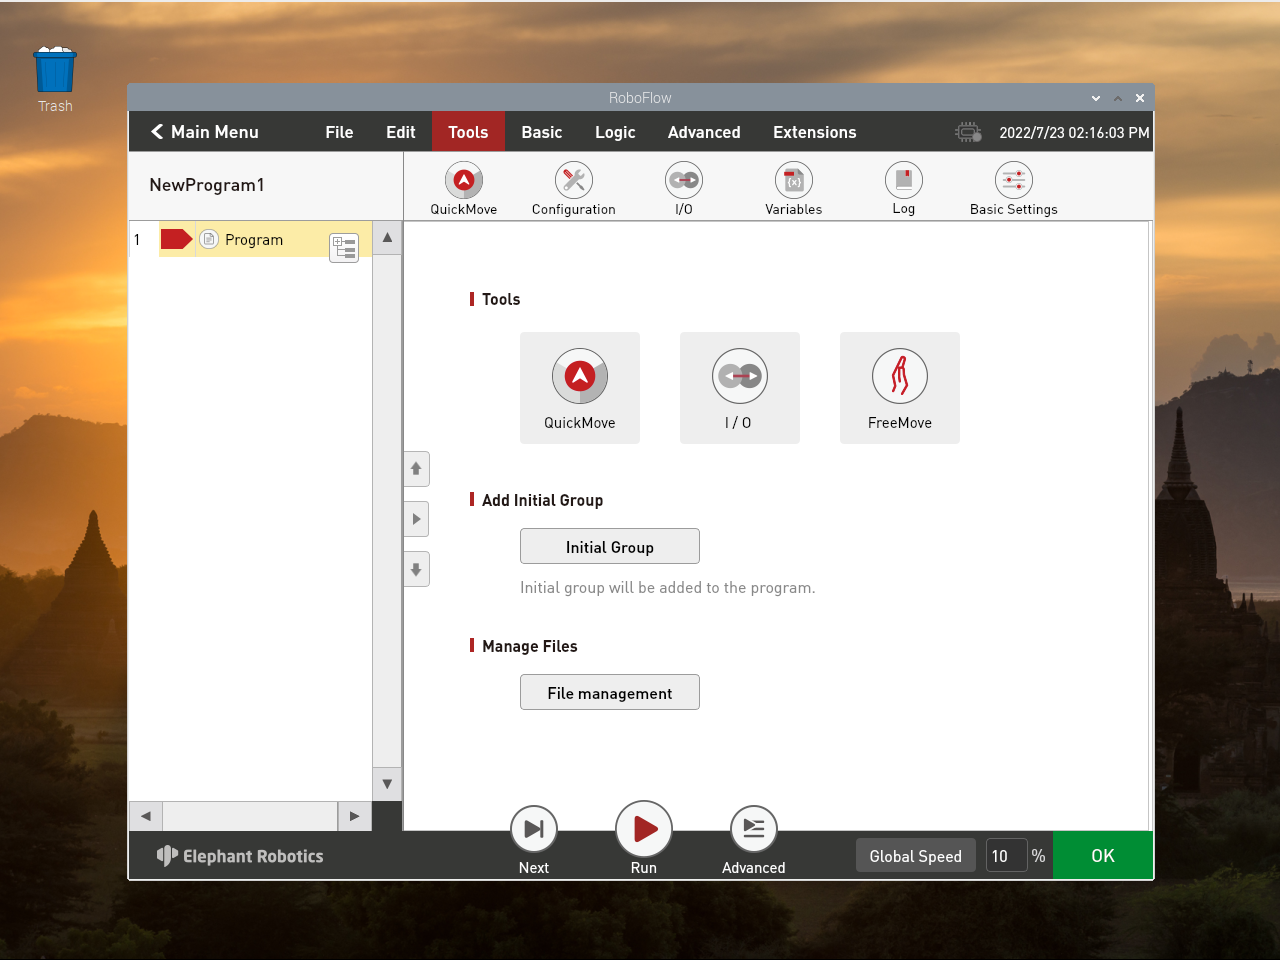 Trash
RoboFlow
Main Menu File Edit Tools Basic Logic Advanced Extensions 2022/7/23 02:16:03 PM
NewProgram1
QuickMove Configuration I/O Variables Log Basic Settings
1 Program
Tools
QuickMove I / O FreeMove
Add Initial Group
Initial Group
Initial group will be added to the program.
Manage Files
File management
Elephant Robotics Next Run Advanced Global Speed 10 % OK